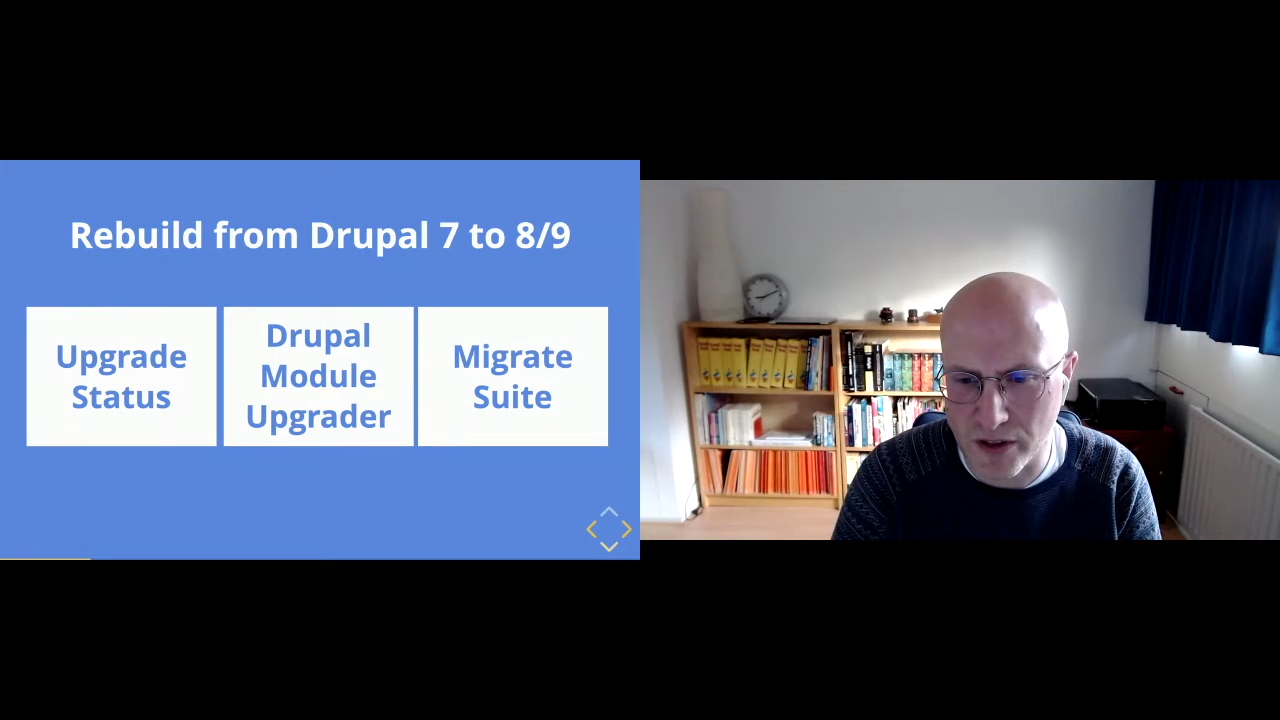 Rebuild from Drupal 7 to 8/9
Upgrade
Status
Drupal
Module
Upgrader
Migrate
Suite